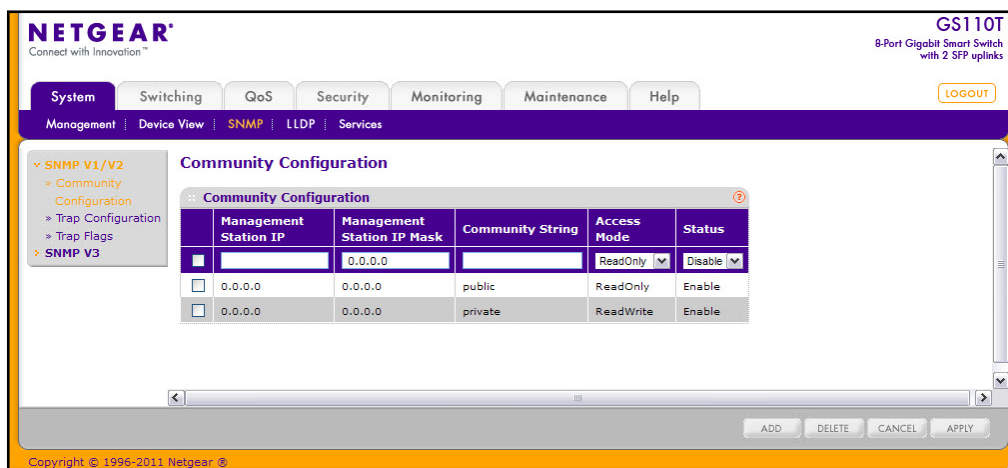 NETGEAR®
Connect with Innovation™
GS110T
8-Port Gigabit Smart Switch
with 2 SFP uplinks
System Switching QoS Security Monitoring Maintenance Help
LOGOUT
Management Device View SNMP LLDP Services
SNMP V1/V2
» Community
Configuration
» Trap Configuration
» Trap Flags
SNMP V3
Community Configuration
Community Configuration ?
Management Station IP Management Station IP Mask Community String Access Mode Status
0.0.0.0 ReadOnly Disable
0.0.0.0 0.0.0.0 public ReadOnly Enable
0.0.0.0 0.0.0.0 private ReadWrite Enable
ADD DELETE CANCEL APPLY
Copyright © 1996-2011 Netgear ®